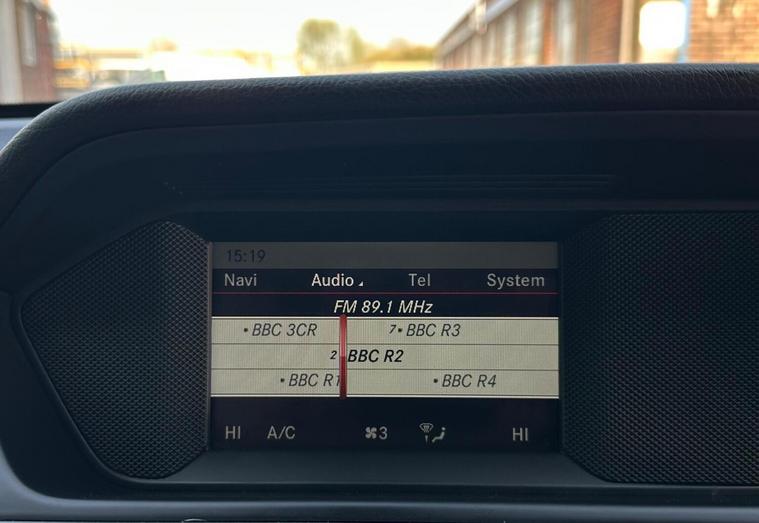 15:19
Navi Audio Tel System
FM 89.1 MHz
• BBC 3CR 7• BBC R3
2 BBC R2
• BBC R1 • BBC R4
HI A/C 3 HI